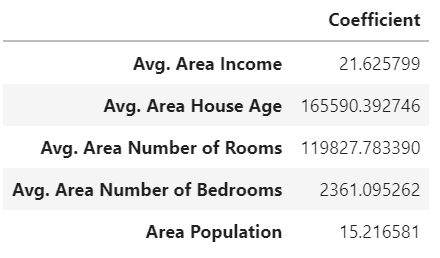 Coefficient
Avg. Area Income 21.625799
Avg. Area House Age 165590.392746
Avg. Area Number of Rooms 119827.783390
Avg. Area Number of Bedrooms 2361.095262
Area Population 15.216581